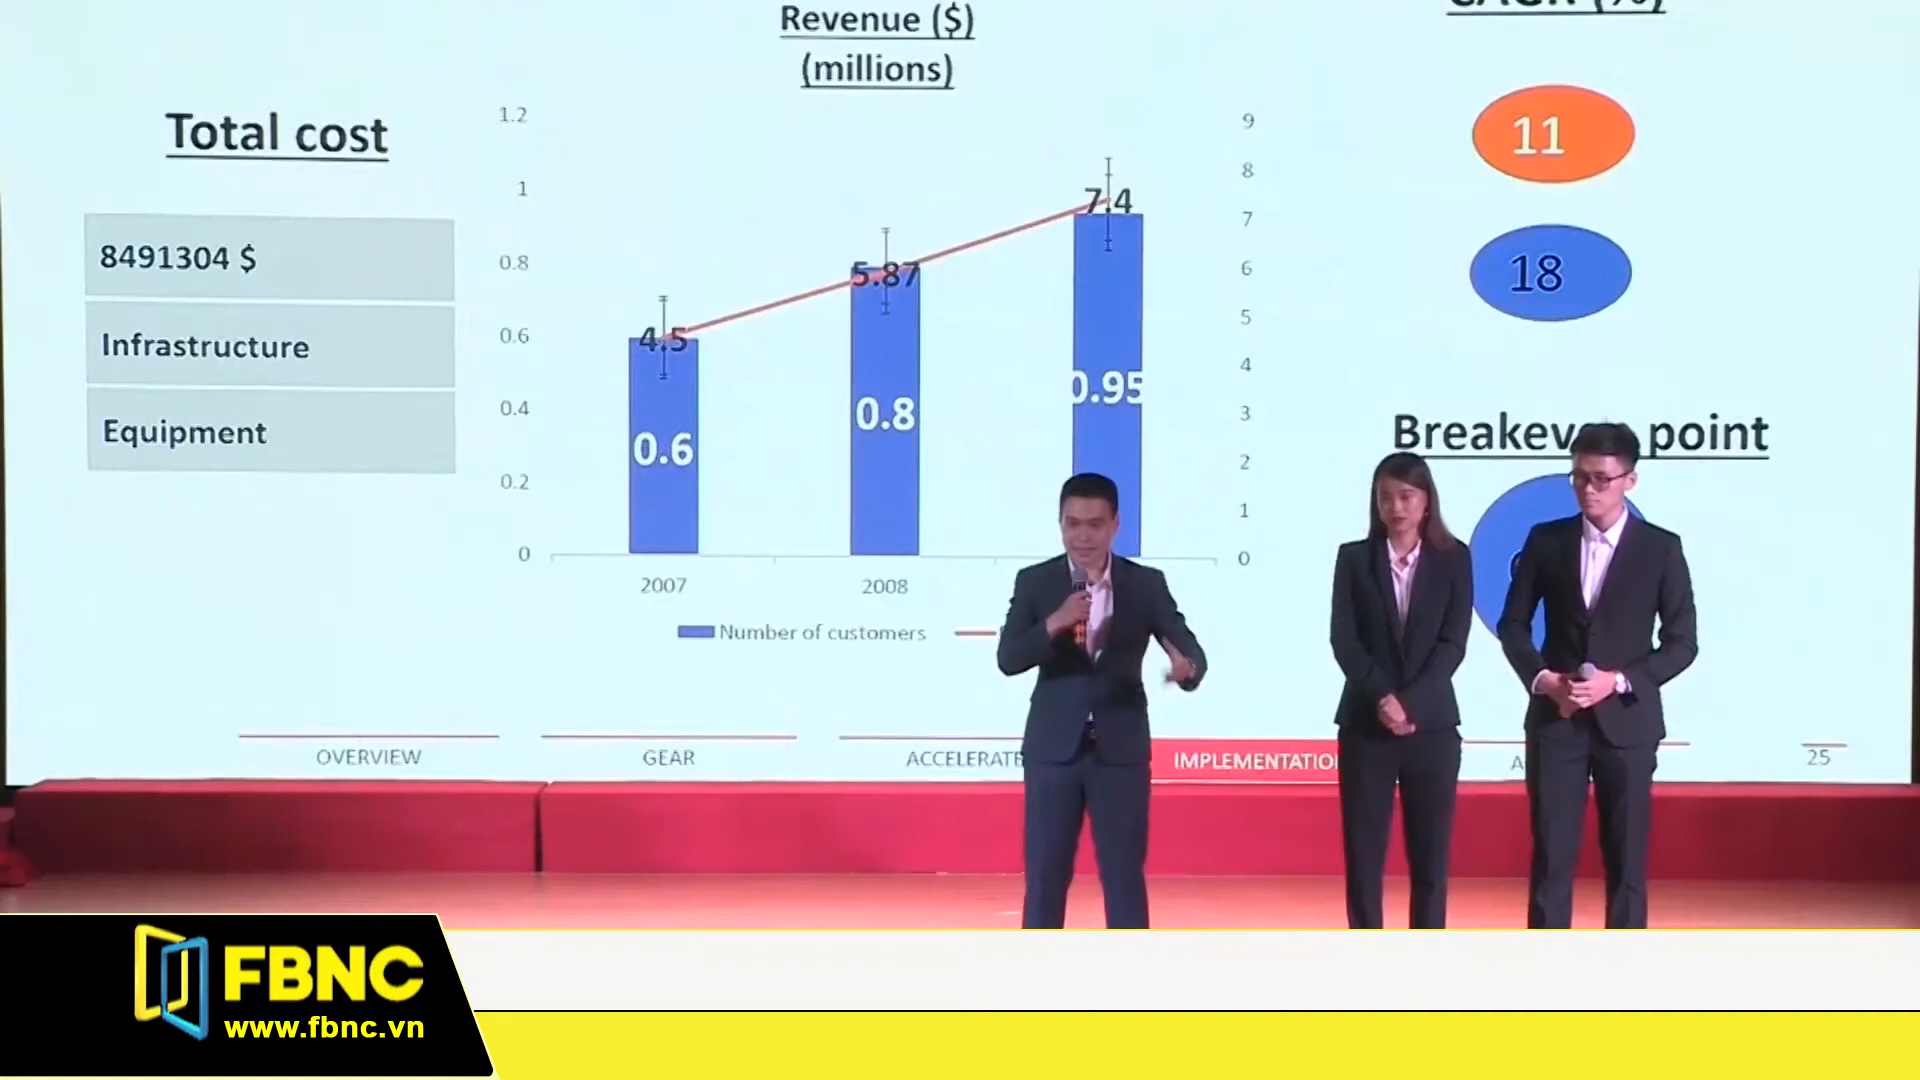 Revenue ($)
(millions)
CAGR (%)
Total cost
8491304 $
Infrastructure
Equipment
1.2
1
0.8
0.6
0.4
0.2
0
9
8
7
6
5
4
3
2
1
0
4.5
5.87
7.4
0.6
0.8
0.95
2007
2008
Number of customers
11
18
point
OVERVIEW
GEAR
ACCELERATE
25
FBNC
www.fbnc.vn